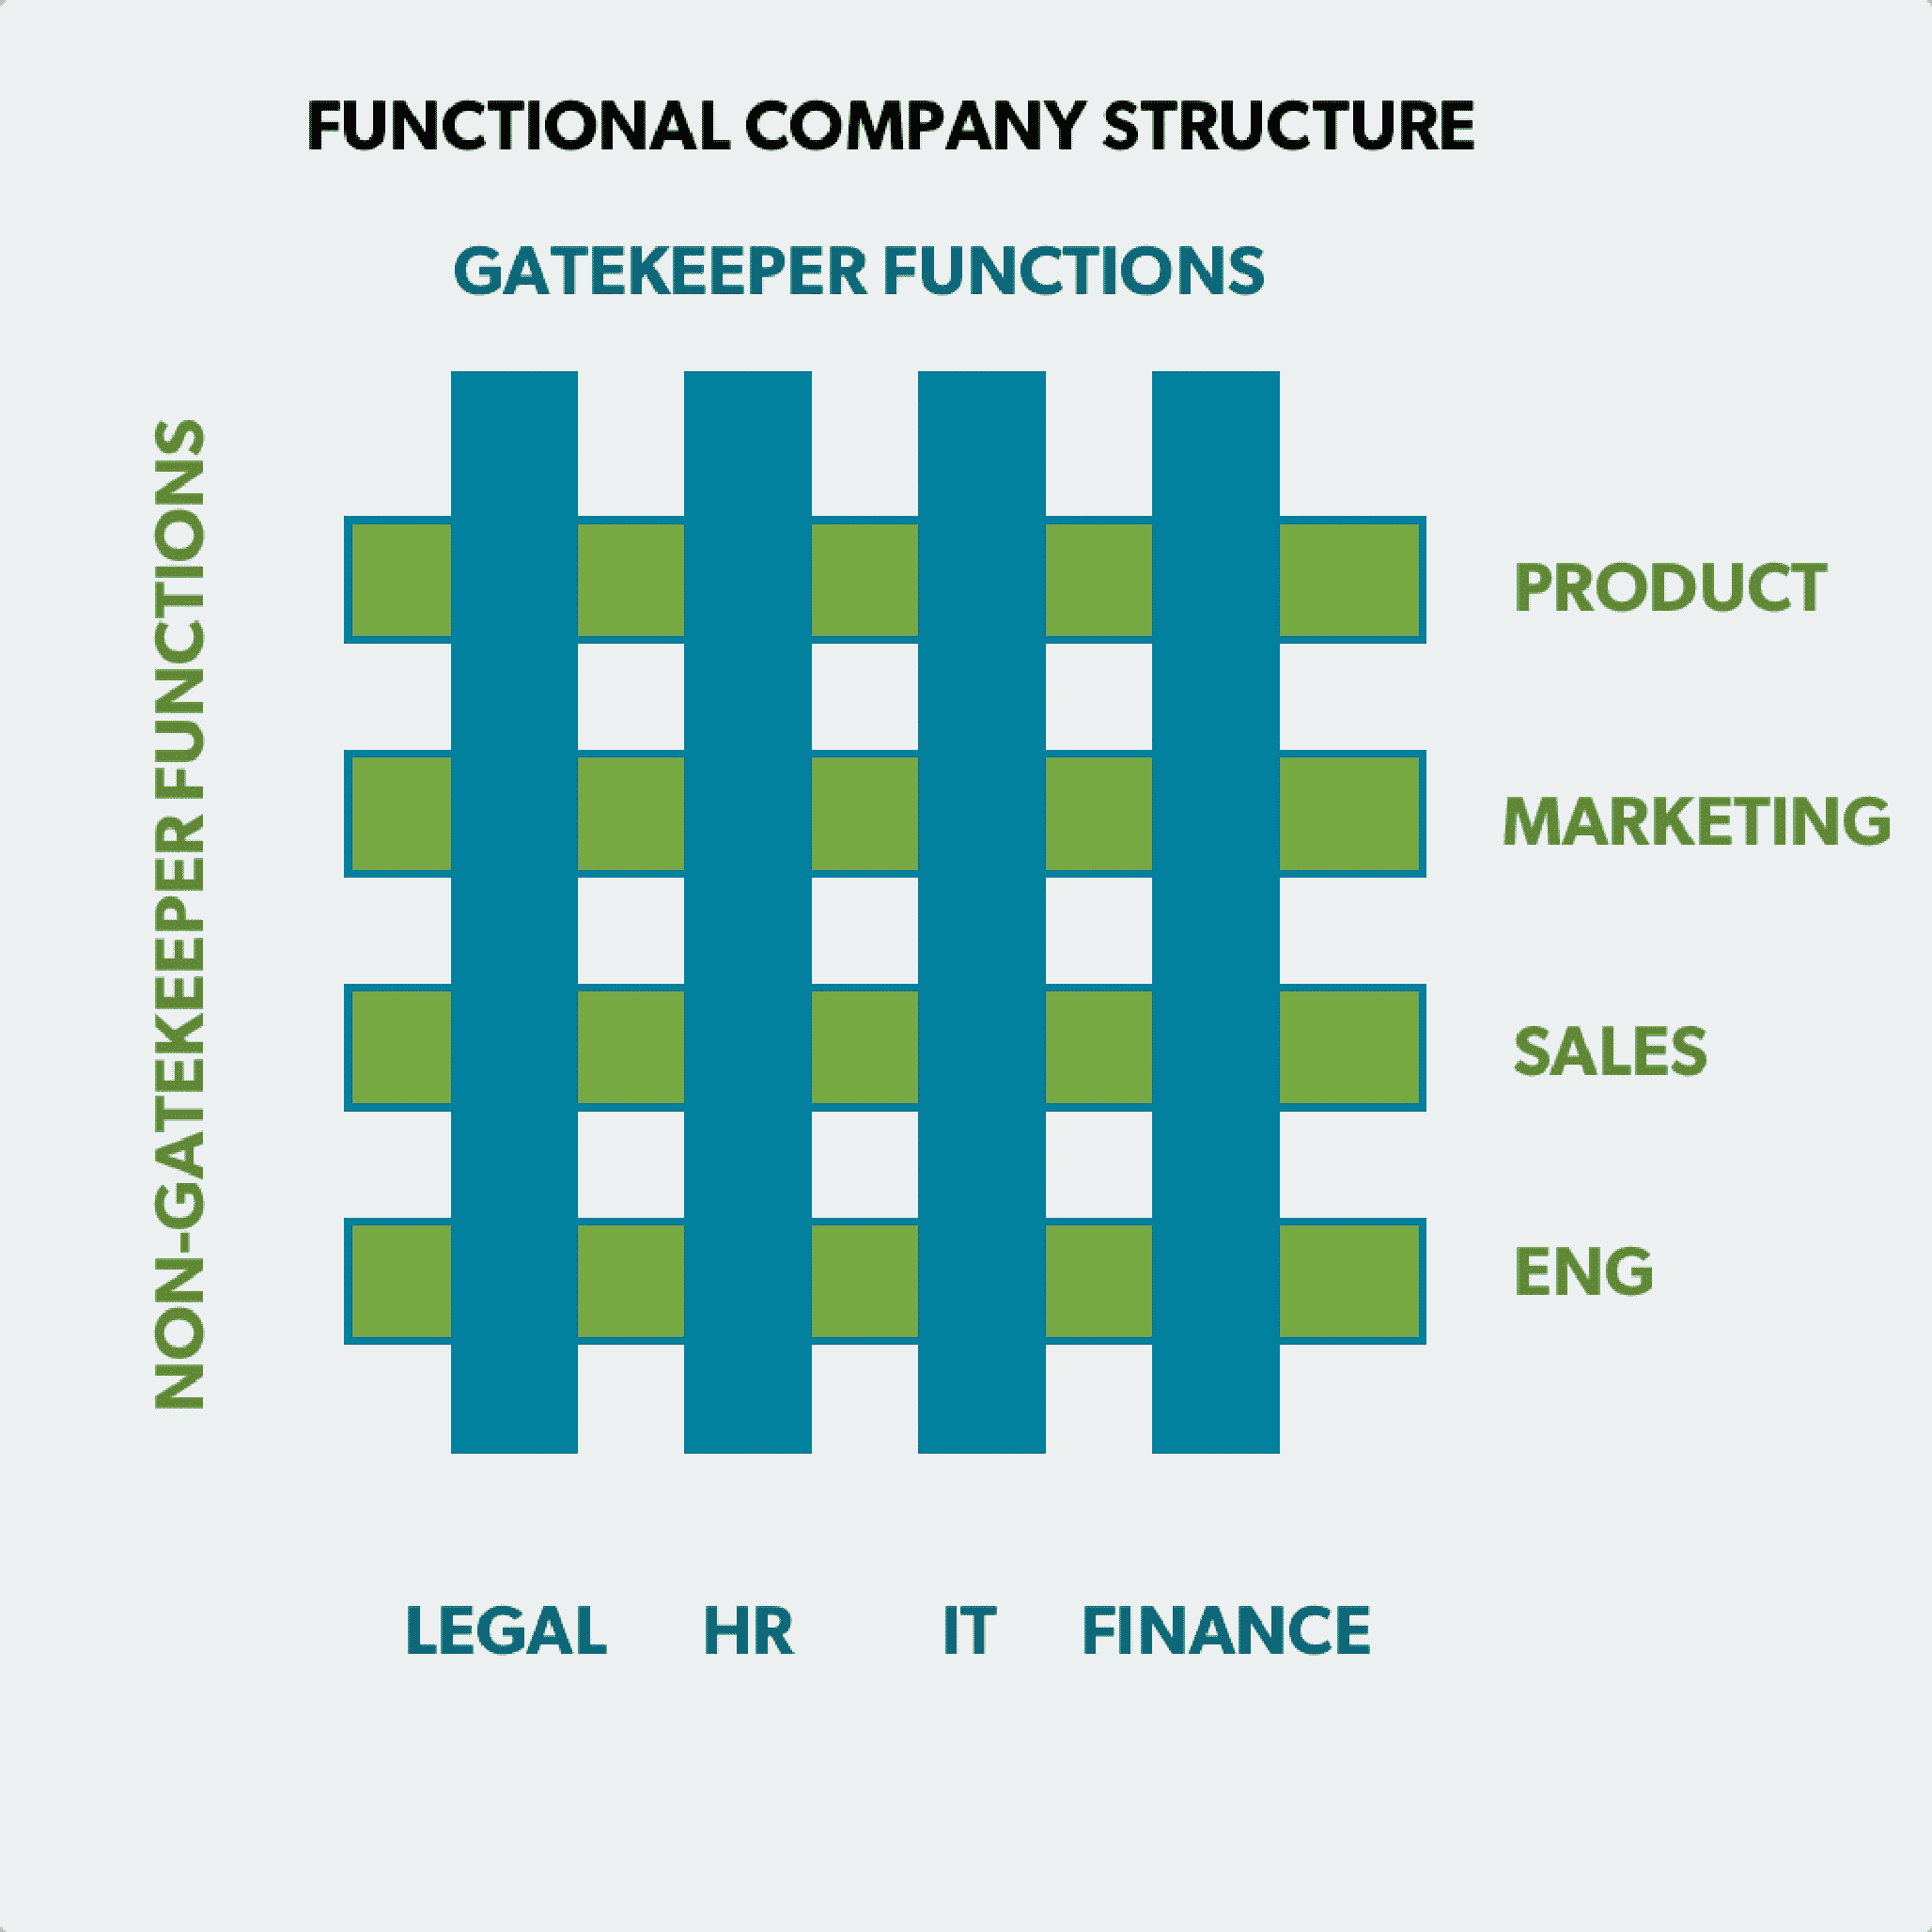 FUNCTIONAL COMPANY STRUCTURE
GATEKEEPER FUNCTIONS
NON-GATEKEEPER FUNCTIONS
PRODUCT
MARKETING
SALES
ENG
LEGAL HR IT FINANCE